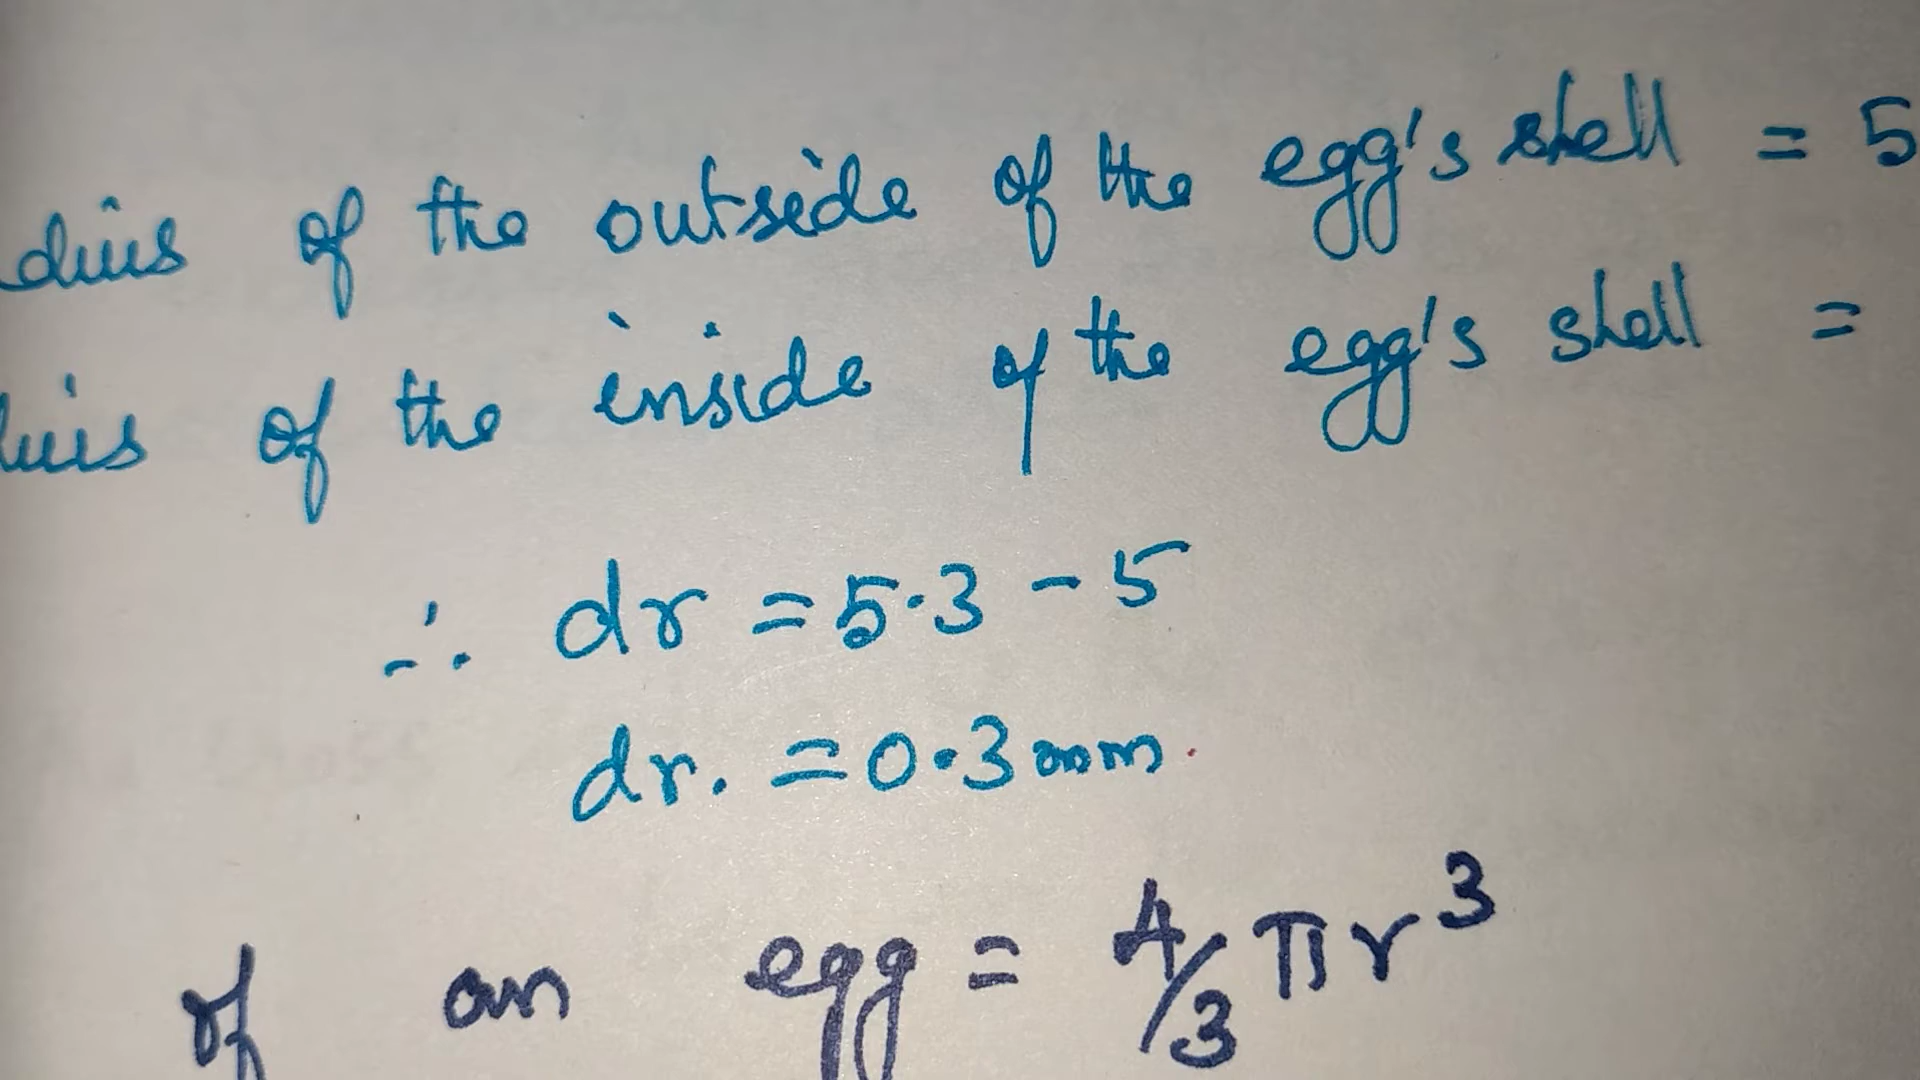 dius of the outside of the egg's shell = 5
of the inside of the egg's shell =
∴ dr = 5.3 - 5
dr. = 0.3 mm.
of an egg = 4/3 πr³